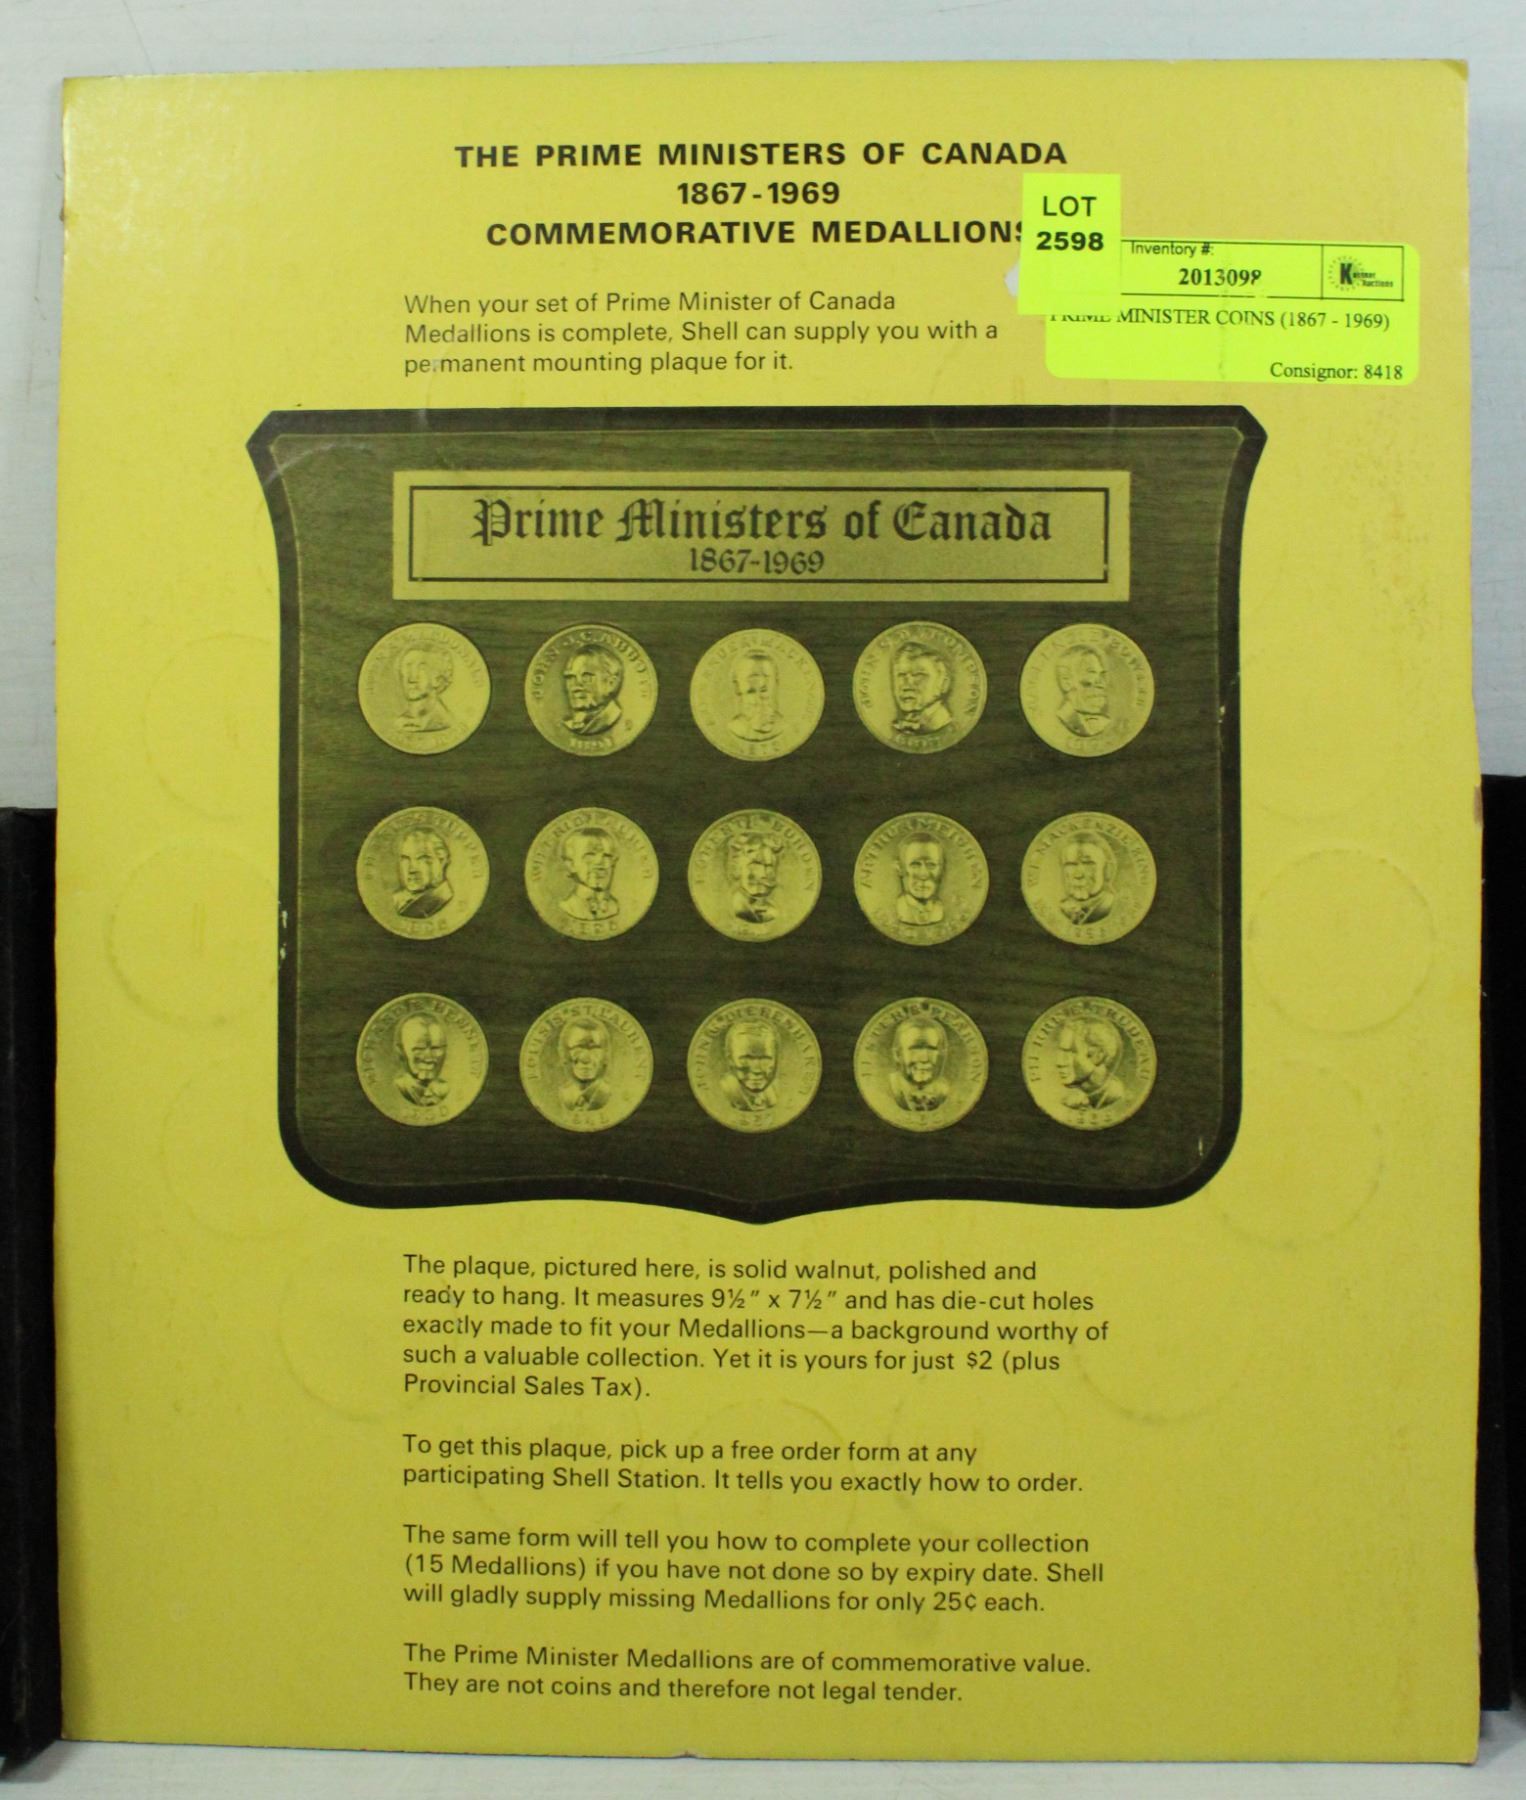 THE PRIME MINISTERS OF CANADA
1867-1969
COMMEMORATIVE MEDALLIONS
LOT
2598
Inventory #:
2013098
Auctions
PRIME MINISTER COINS (1867 - 1969)
Consignor: 8418
When your set of Prime Minister of Canada
Medallions is complete, Shell can supply you with a
permanent mounting plaque for it.
Prime Ministers of Canada
1867-1969
The plaque, pictured here, is solid walnut, polished and
ready to hang. It measures 9½" x 7½" and has die-cut holes
exactly made to fit your Medallions—a background worthy of
such a valuable collection. Yet it is yours for just $2 (plus
Provincial Sales Tax).
To get this plaque, pick up a free order form at any
participating Shell Station. It tells you exactly how to order.
The same form will tell you how to complete your collection
(15 Medallions) if you have not done so by expiry date. Shell
will gladly supply missing Medallions for only 25¢ each.
The Prime Minister Medallions are of commemorative value.
They are not coins and therefore not legal tender.